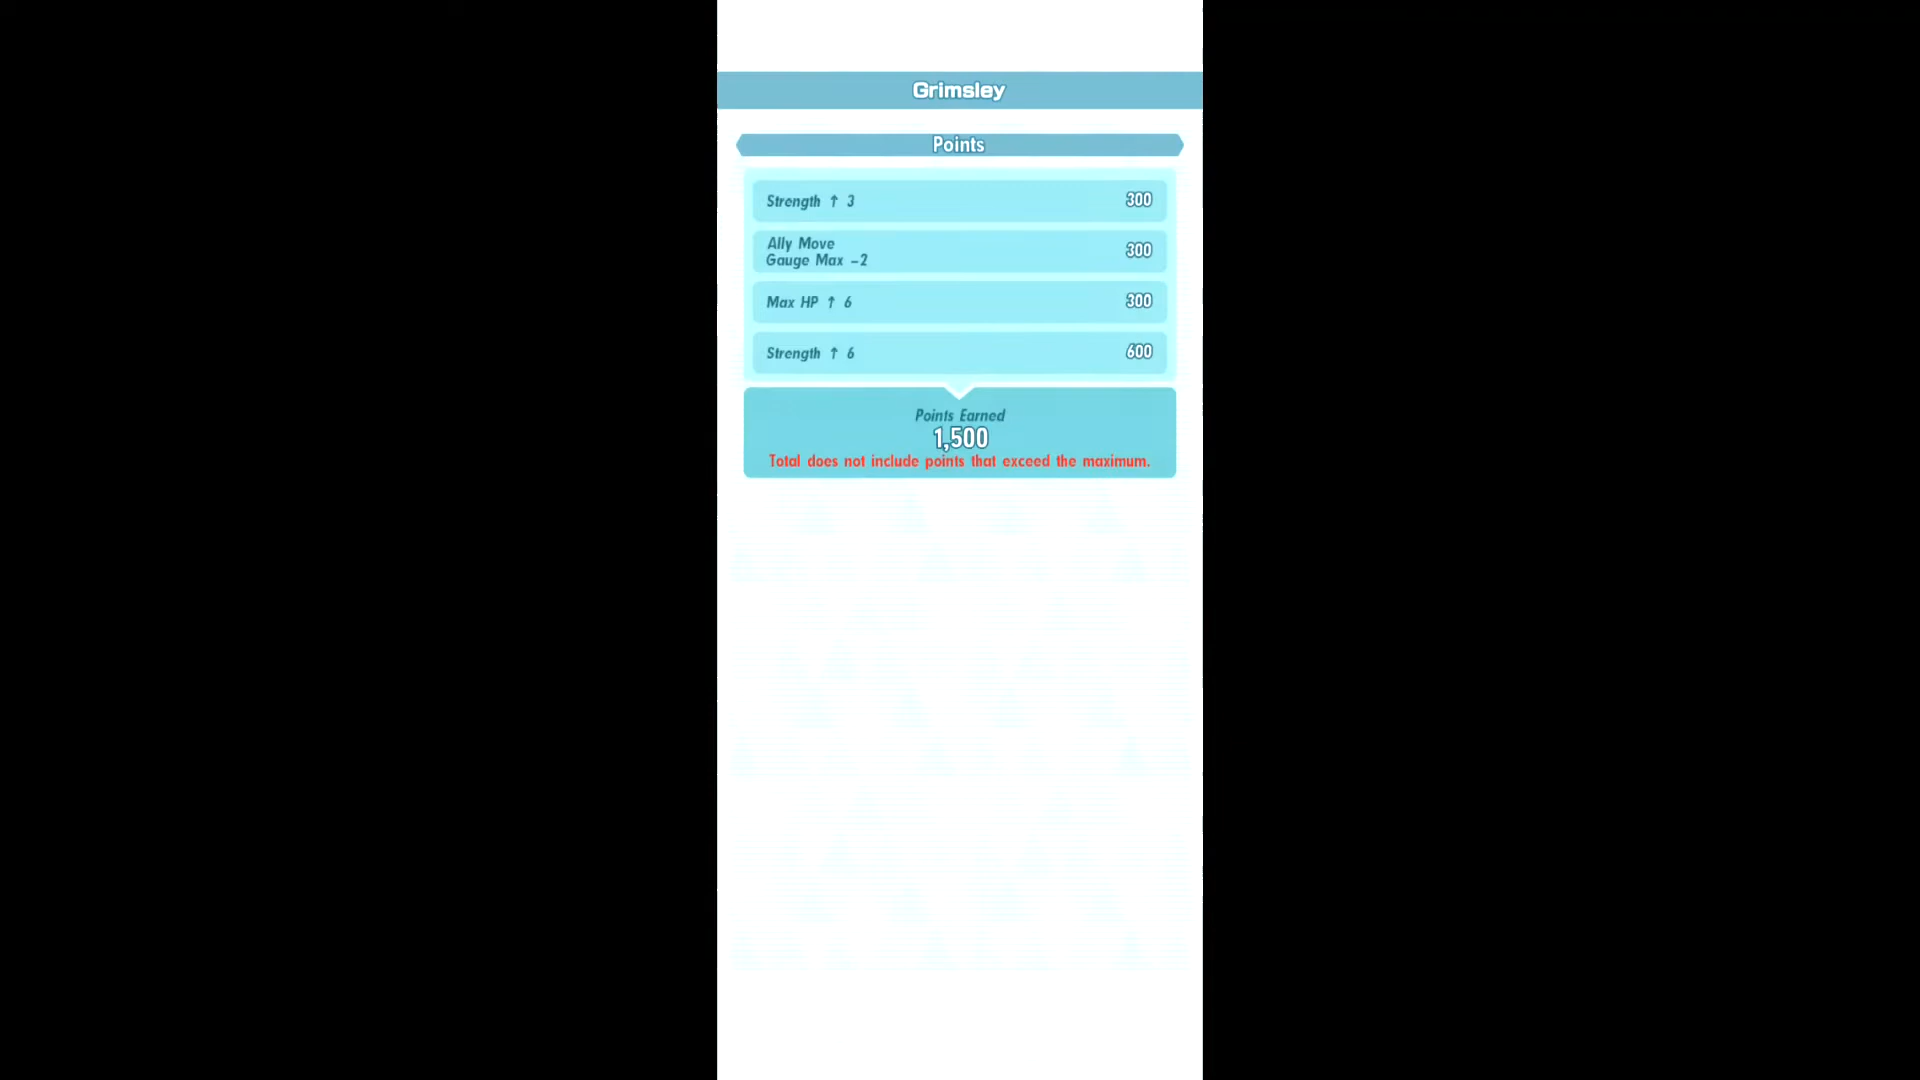 Grimsley
Points
Strength ↑ 3 300
Ally Move
Gauge Max -2 300
Max HP ↑ 6 300
Strength ↑ 6 600
Points Earned
1,500
Total does not include points that exceed the maximum.